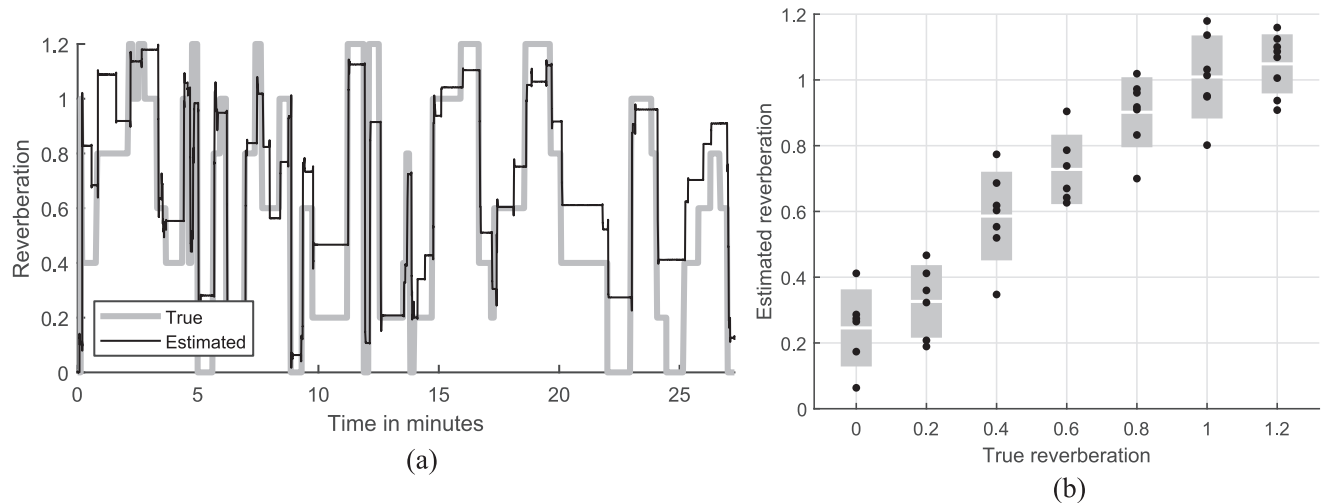 1.2
1
0.8
0.6
0.4
0.2
0
Reverberation
True
Estimated
0 5 10 15 20 25
Time in minutes
(a)
1.2
1
0.8
0.6
0.4
0.2
0
Estimated reverberation
0 0.2 0.4 0.6 0.8 1 1.2
True reverberation
(b)